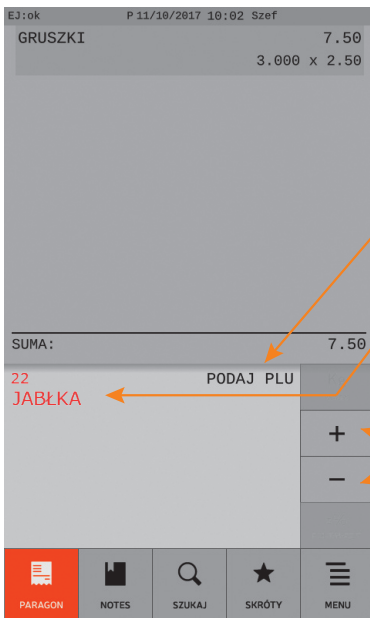 EJ:ok P 11/10/2017 10:02 Szef
GRUSZKI 7.50
3.000 x 2.50
SUMA: 7.50
22 PODAJ PLU
JABŁKA
+
−
PARAGON NOTES SZUKAJ SKRÓTY MENU